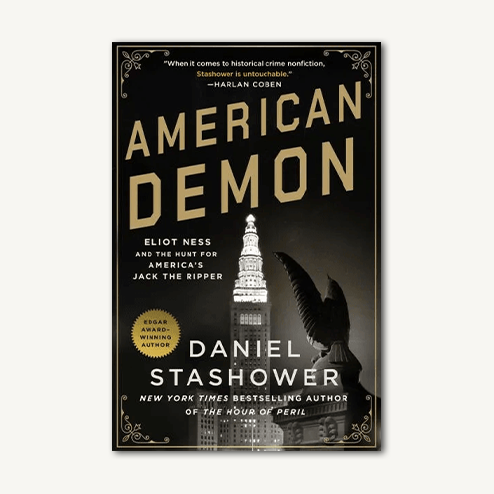 "When it comes to historical crime nonfiction,
Stashower is untouchable."
—HARLAN COBEN
AMERICAN
DEMON
ELIOT NESS
AND THE HUNT FOR
AMERICA'S
JACK THE RIPPER
EDGAR
AWARD-
WINNING
AUTHOR
DANIEL
STASHOWER
NEW YORK TIMES BESTSELLING AUTHOR
OF THE HOUR OF PERIL